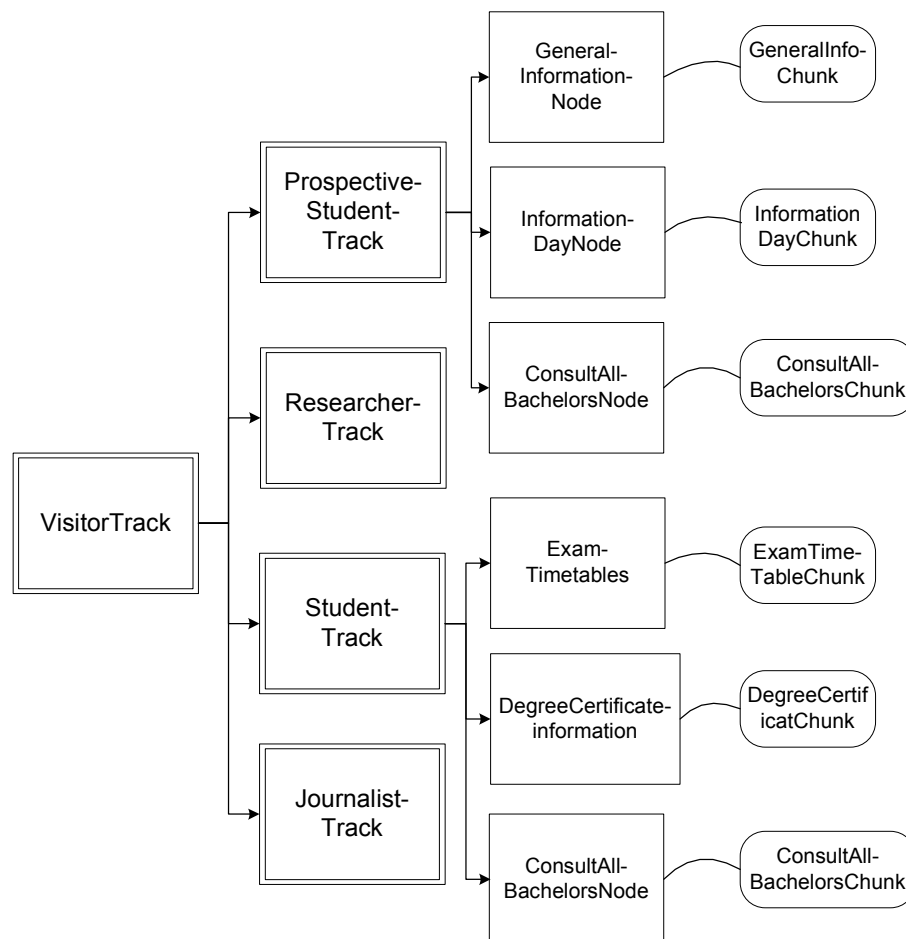 General-
Information-
Node
GeneralInfo-
Chunk
Prospective-
Student-
Track
Information-
DayNode
Information
DayChunk
ConsultAll-
BachelorsNode
ConsultAll-
BachelorsChunk
Researcher-
Track
VisitorTrack
Exam-
Timetables
ExamTime-
TableChunk
Student-
Track
DegreeCertificate-
information
DegreeCertif
icatChunk
Journalist-
Track
ConsultAll-
BachelorsNode
ConsultAll-
BachelorsChunk